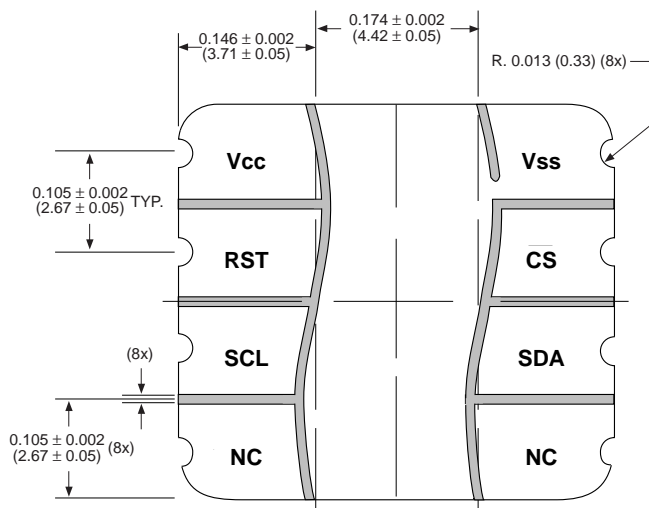 0.174 ± 0.002
(4.42 ± 0.05)
0.146 ± 0.002
(3.71 ± 0.05)
R. 0.013 (0.33) (8x)
Vcc
Vss
0.105 ± 0.002
(2.67 ± 0.05) TYP.
RST
CS
(8x)
SCL
SDA
0.105 ± 0.002
(2.67 ± 0.05) (8x)
NC
NC